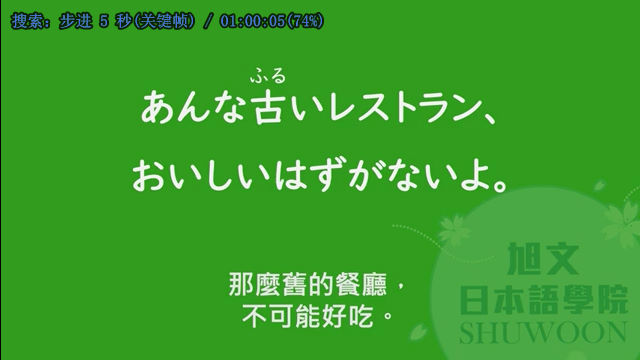 搜索: 步进 5 秒(关键帧) / 01:00:05(74%)
ふる
あんな古いレストラン、
おいしいはずがないよ。
那麼舊的餐廳，
不可能好吃。
旭文
日本語學院
SHUWOON